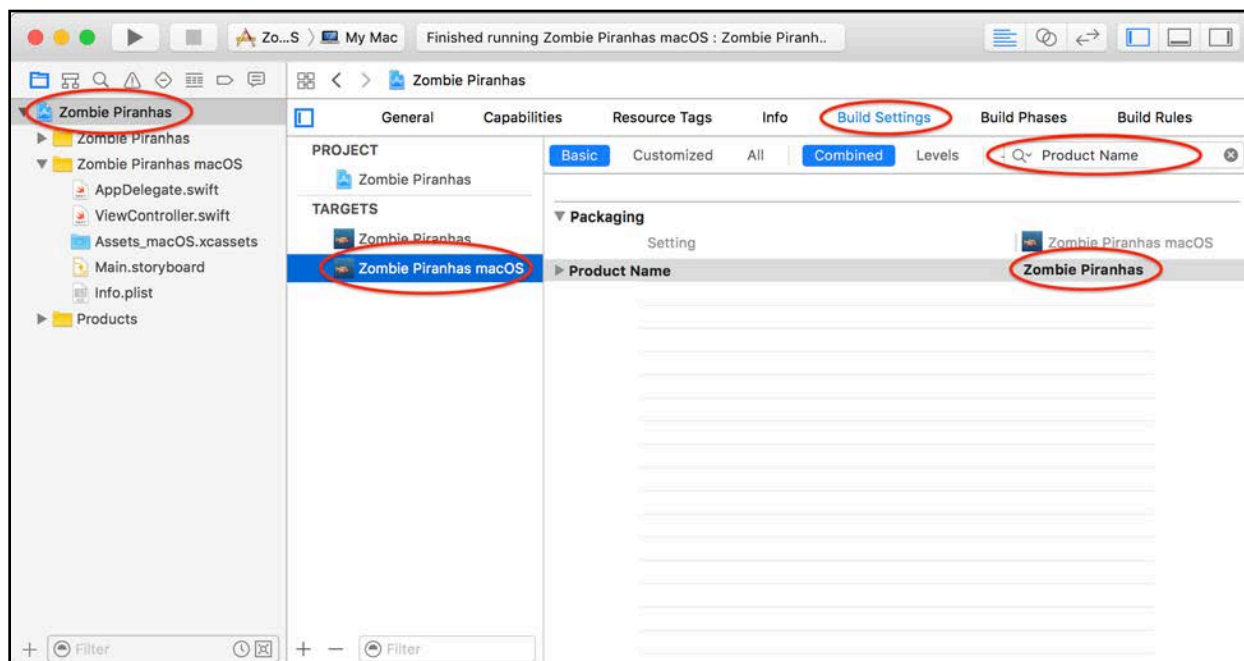 Zo...S 〉 My Mac Finished running Zombie Piranhas macOS : Zombie Piranh..
Zombie Piranhas
Zombie Piranhas
General Capabilities Resource Tags Info Build Settings Build Phases Build Rules
Zombie Piranhas
PROJECT
Basic Customized All Combined Levels Product Name
Zombie Piranhas macOS
Zombie Piranhas
AppDelegate.swift
TARGETS
ViewController.swift
Packaging
Zombie Piranhas
Assets_macOS.xcassets
Setting Zombie Piranhas macOS
Main.storyboard
Zombie Piranhas macOS
Product Name Zombie Piranhas
Info.plist
Products
Filter
Filter